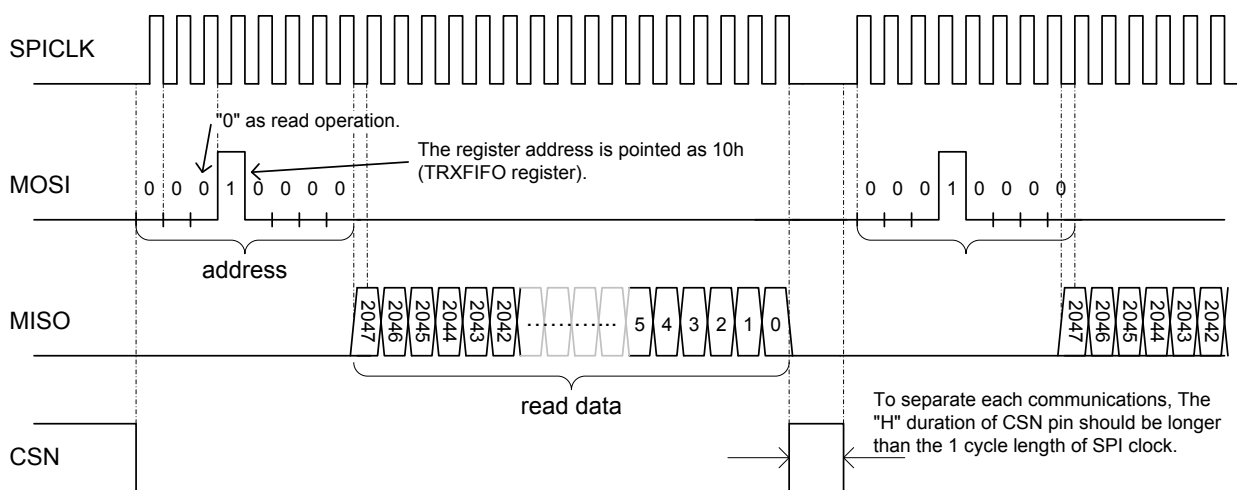 SPICLK
"0" as read operation.
The register address is pointed as 10h
(TRXFIFO register).
MOSI
0 0 0 1 0 0 0 0
0 0 0 1 0 0 0 0
address
MISO
2047 2046 2045 2044 2043 2042 ............ 5 4 3 2 1 0
2047 2046 2045 2044 2043 2042
read data
To separate each communications, The
"H" duration of CSN pin should be longer
than the 1 cycle length of SPI clock.
CSN